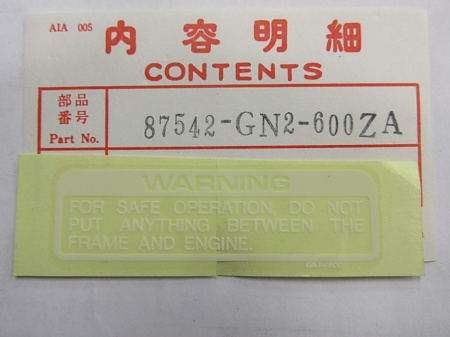 AIA 005
内容明細
CONTENTS
部品
番号
Part No.
87542-GN2-600ZA
WARNING
FOR SAFE OPERATION, DO NOT
PUT ANYTHING BETWEEN THE
FRAME AND ENGINE.